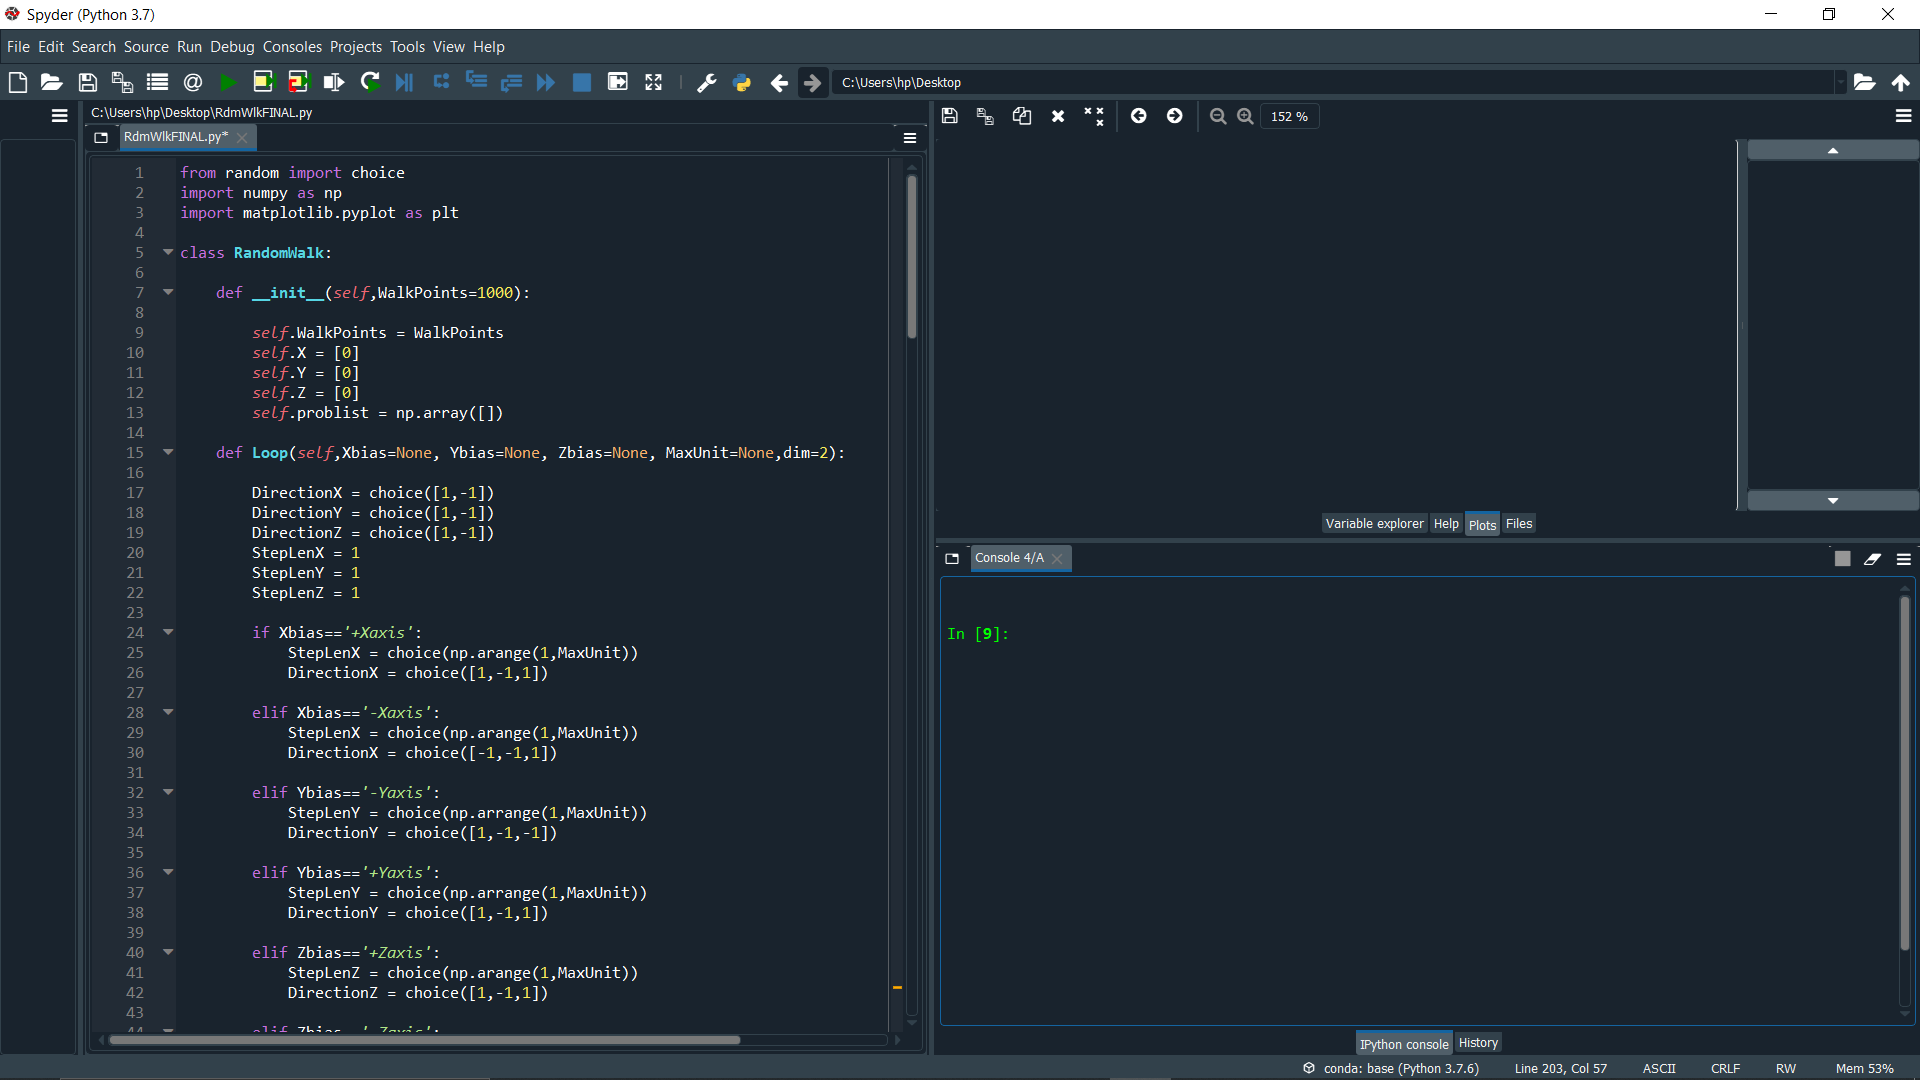 Spyder (Python 3.7)
File Edit Search Source Run Debug Consoles Projects Tools View Help
C:\Users\hp\Desktop
C:\Users\hp\Desktop\RdmWlkFINAL.py
RdmWlkFINAL.py*
1 from random import choice
2 import numpy as np
3 import matplotlib.pyplot as plt
4
5 class RandomWalk:
6
7 def __init__(self,WalkPoints=1000):
8
9 self.WalkPoints = WalkPoints
10 self.X = [0]
11 self.Y = [0]
12 self.Z = [0]
13 self.problist = np.array([])
14
15 def Loop(self,Xbias=None, Ybias=None, Zbias=None, MaxUnit=None,dim=2):
16
17 DirectionX = choice([1,-1])
18 DirectionY = choice([1,-1])
19 DirectionZ = choice([1,-1])
20 StepLenX = 1
21 StepLenY = 1
22 StepLenZ = 1
23
24 if Xbias=='+Xaxis':
25 StepLenX = choice(np.arange(1,MaxUnit))
26 DirectionX = choice([1,-1,1])
27
28 elif Xbias=='-Xaxis':
29 StepLenX = choice(np.arange(1,MaxUnit))
30 DirectionX = choice([-1,-1,1])
31
32 elif Ybias=='-Yaxis':
33 StepLenY = choice(np.arrange(1,MaxUnit))
34 DirectionY = choice([1,-1,-1])
35
36 elif Ybias=='+Yaxis':
37 StepLenY = choice(np.arrange(1,MaxUnit))
38 DirectionY = choice([1,-1,1])
39
40 elif Zbias=='+Zaxis':
41 StepLenZ = choice(np.arange(1,MaxUnit))
42 DirectionZ = choice([1,-1,1])
43
44 elif Zbias=='-Zaxis':
152 %
Variable explorer Help Plots Files
Console 4/A
In [9]:
IPython console History
conda: base (Python 3.7.6) Line 203, Col 57 ASCII CRLF RW Mem 53%